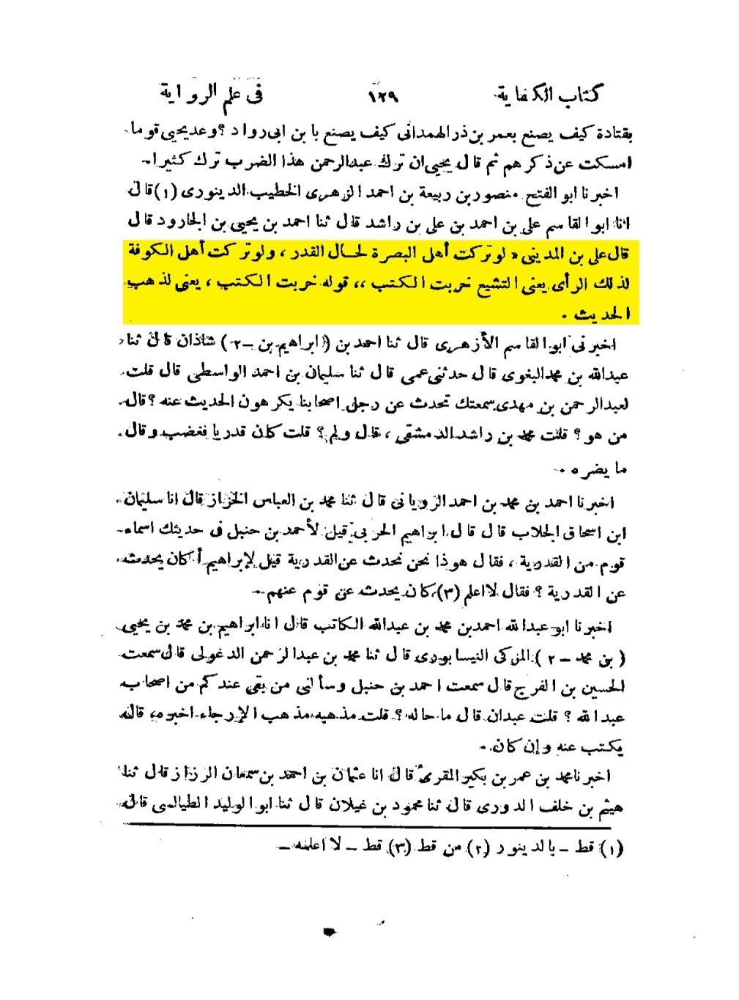 كتاب الكفاية ١٢٩ فى علم الرواية
بقتادة كيف يصنع بعمر بن ذر الهمدانى كيف يصنع با بن ابى رواد ؟ وعد يحيى قوما
امسكت عن ذكرهم ثم قال يحيى ان ترك عبدالرحمن هذا الضرب ترك كثيرا ـ
اخبرنا ابو الفتح منصور بن ربيعة بن احمد الزهرى الخطيب الدينورى (١) قال
انا ابو القاسم على بن احمد بن على بن راشد قال ثنا احمد بن يحيى بن الجارود قال
قال على بن المدينى « لو تركت أهل البصرة لحال القدر ، ولو تركت أهل الكوفة
لذلك الرأى يعنى التشيع خربت الكتب ،، قوله خربت الكتب ، يعنى لذهب
الحديث .
اخبرنى ابو القاسم الأزهرى قال ثنا احمد بن (ابراهيم بن ـ ٢) شاذان قال ثنا
عبدالله بن محمد البغوى قال حدثنى عمى قال ثنا سليمان بن احمد الواسطى قال قلت
لعبدالرحمن بن مهدى سمعتك تحدث عن رجل اصحابنا يكرهون الحديث عنه ؟ قال
من هو ؟ قلت محمد بن راشد الدمشقى ، قال ولم ؟ قلت كان قدريا فغضب وقال
ما يضره .
اخبرنا احمد بن محمد بن احمد الرويانى قال ثنا محمد بن العباس الخزاز قال انا سليمان
ابن اسحاق الجلاب قال قال ابراهيم الحربى قيل لأحمد بن حنبل فى حديثك اسماء
قوم من القدرية ، فقال هوذا نحن نحدث عن القدرية قيل لإبراهيم أكان يحدث
عن القدرية ؟ فقال لا اعلم (٣) كان يحدث عن قوم عنهم ـ
اخبرنا ابو عبدالله احمد بن محمد بن عبدالله الكاتب قال انا ابراهيم بن محمد بن يحيى
( بن محمد ـ ٢ ) المزكى النيسابورى قال ثنا محمد بن عبدالرحمن الدغولى قال سمعت
الحسين بن الفرج قال سمعت احمد بن حنبل وسألنى من بقى عندكم من اصحاب
عبدالله ؟ قلت عبدان قال ما حاله ؟ قلت مذهبه مذهب الإرجاء اخبره، قال
يكتب عنه وإن كان .
اخبرنا محمد بن عمر بن بكير المقرئ قال انا عثمان بن احمد بن سمعان الرزاز قال ثنا
هيثم بن خلف الدورى قال ثنا محمود بن غيلان قال ثنا ابو الوليد الطيالسى قال
(١) قط ـ بالدينور (٢) من قط (٣) قط ـ لا اعلمه ـ